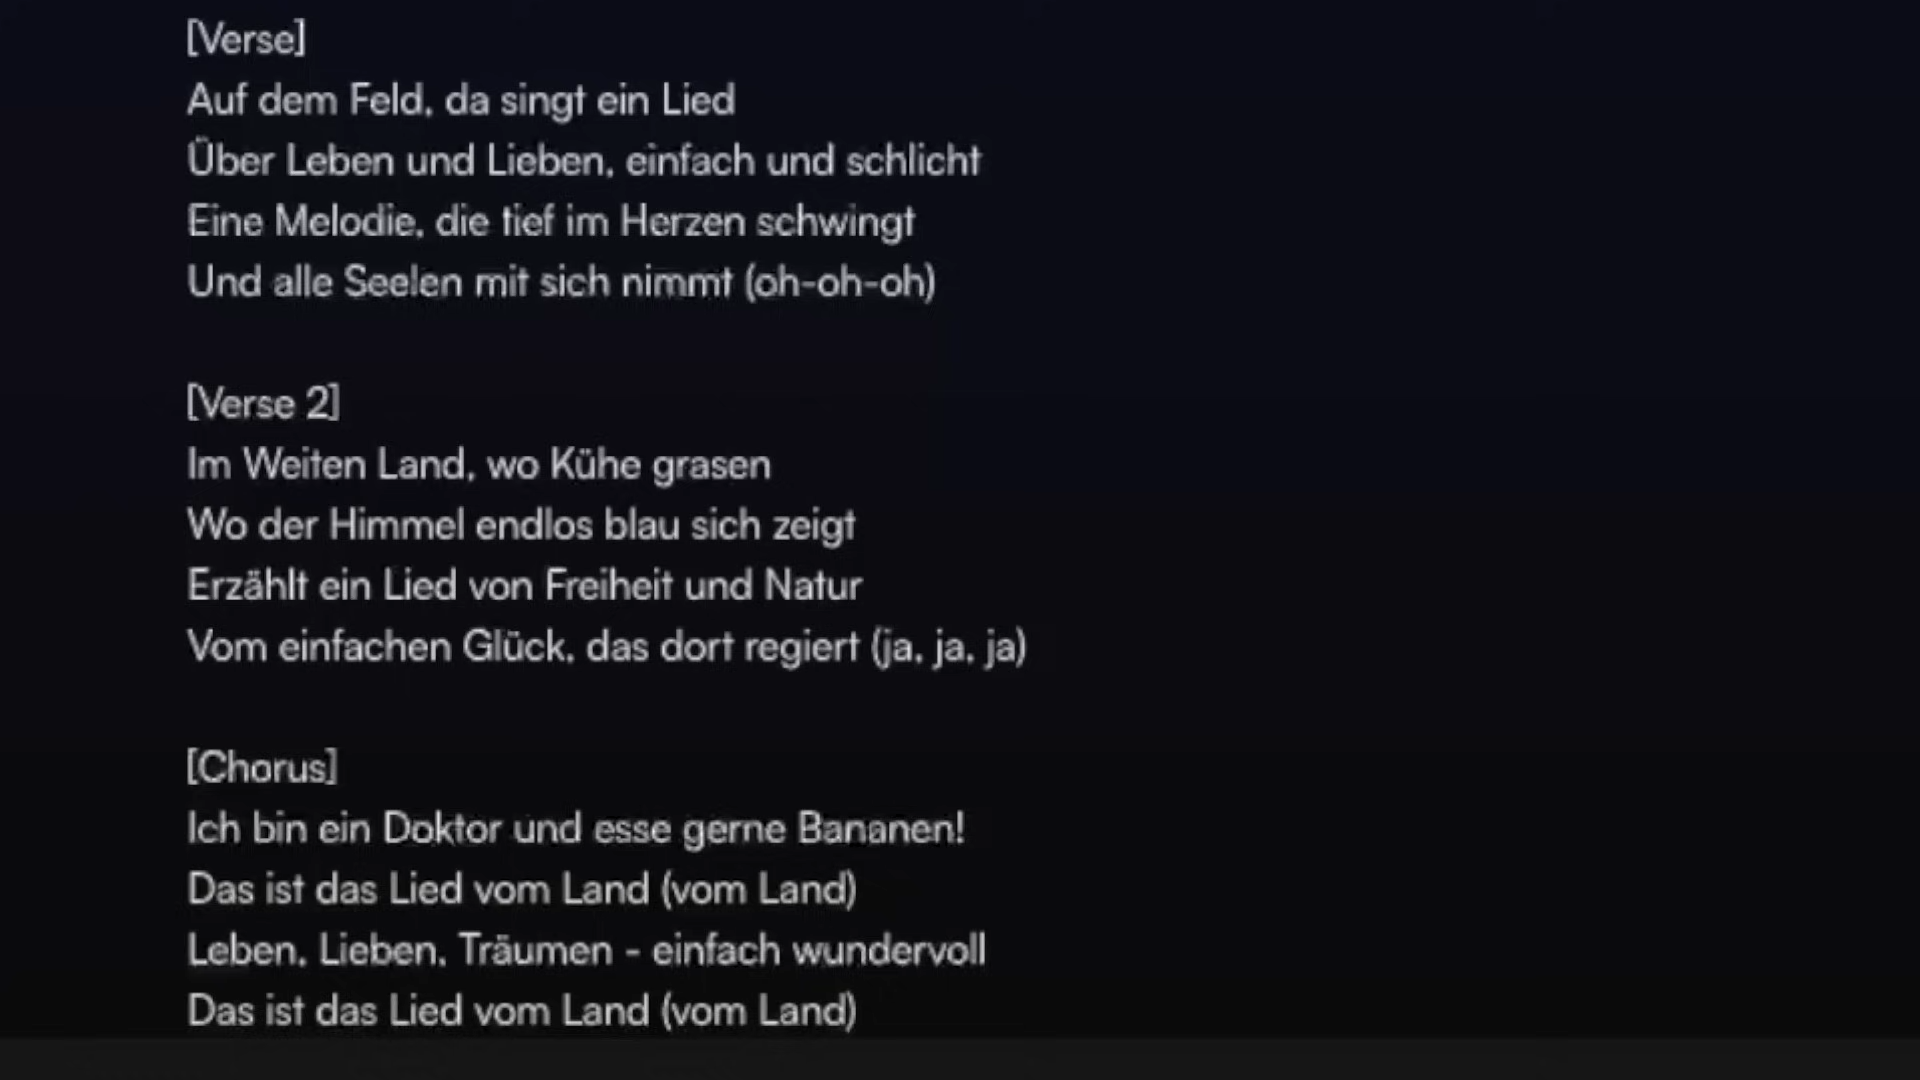 [Verse]
Auf dem Feld, da singt ein Lied
Über Leben und Lieben, einfach und schlicht
Eine Melodie, die tief im Herzen schwingt
Und alle Seelen mit sich nimmt (oh-oh-oh)
[Verse 2]
Im Weiten Land, wo Kühe grasen
Wo der Himmel endlos blau sich zeigt
Erzählt ein Lied von Freiheit und Natur
Vom einfachen Glück, das dort regiert (ja, ja, ja)
[Chorus]
Ich bin ein Doktor und esse gerne Bananen!
Das ist das Lied vom Land (vom Land)
Leben, Lieben, Träumen - einfach wundervoll
Das ist das Lied vom Land (vom Land)